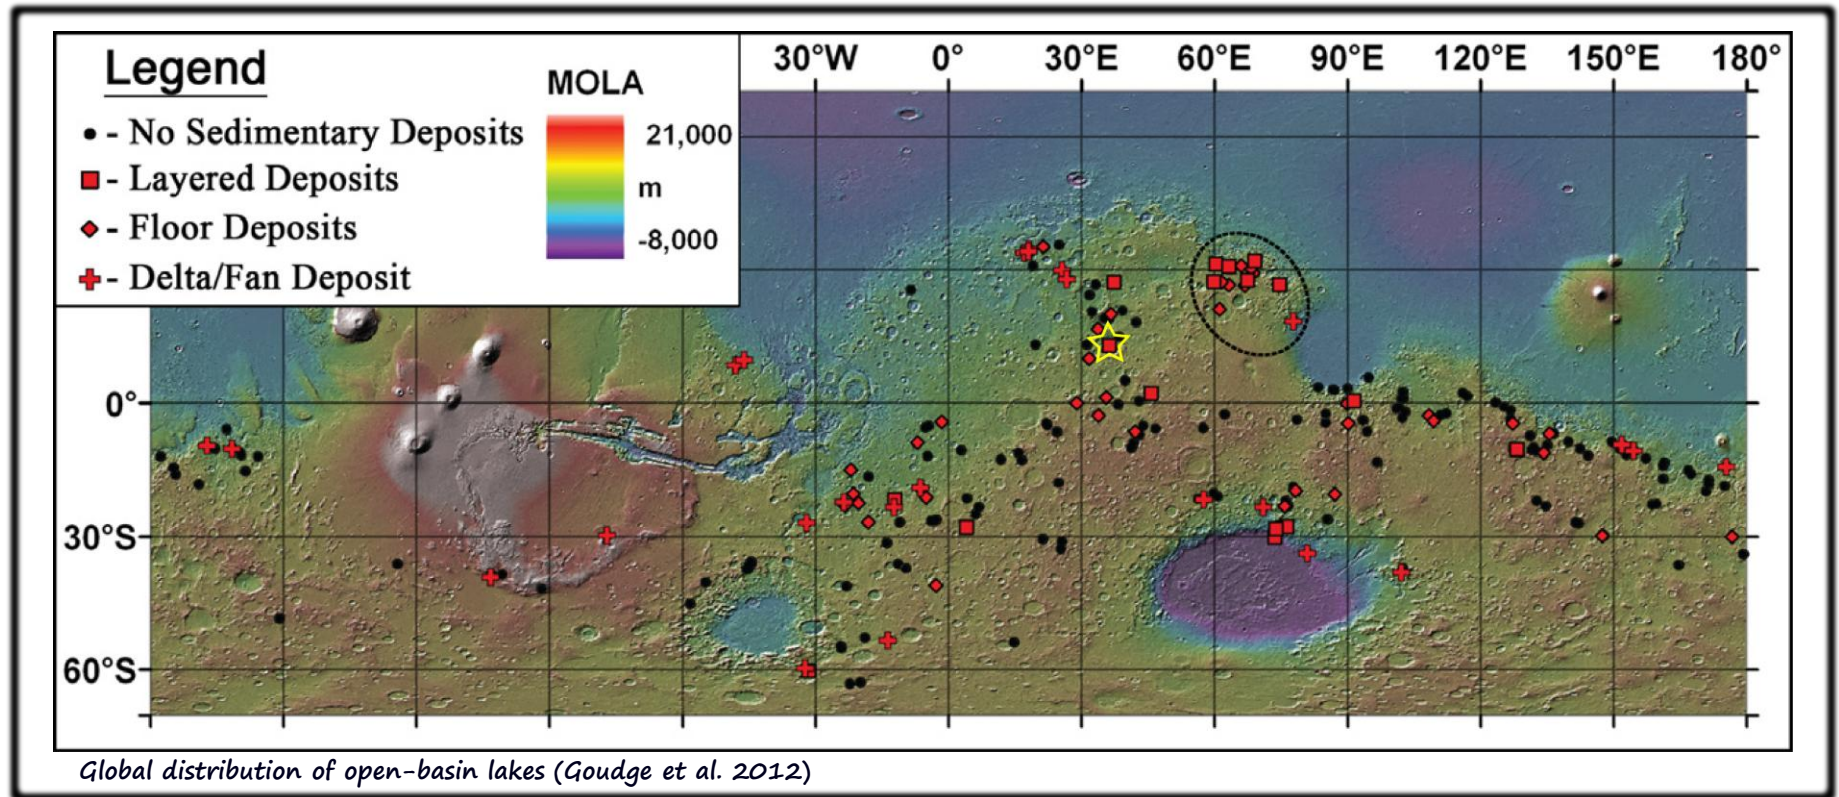 Legend
- No Sedimentary Deposits
- Layered Deposits
- Floor Deposits
- Delta/Fan Deposit
MOLA
21,000
m
-8,000
30°W 0° 30°E 60°E 90°E 120°E 150°E 180°
0°
30°S
60°S
Global distribution of open-basin lakes (Goudge et al. 2012)